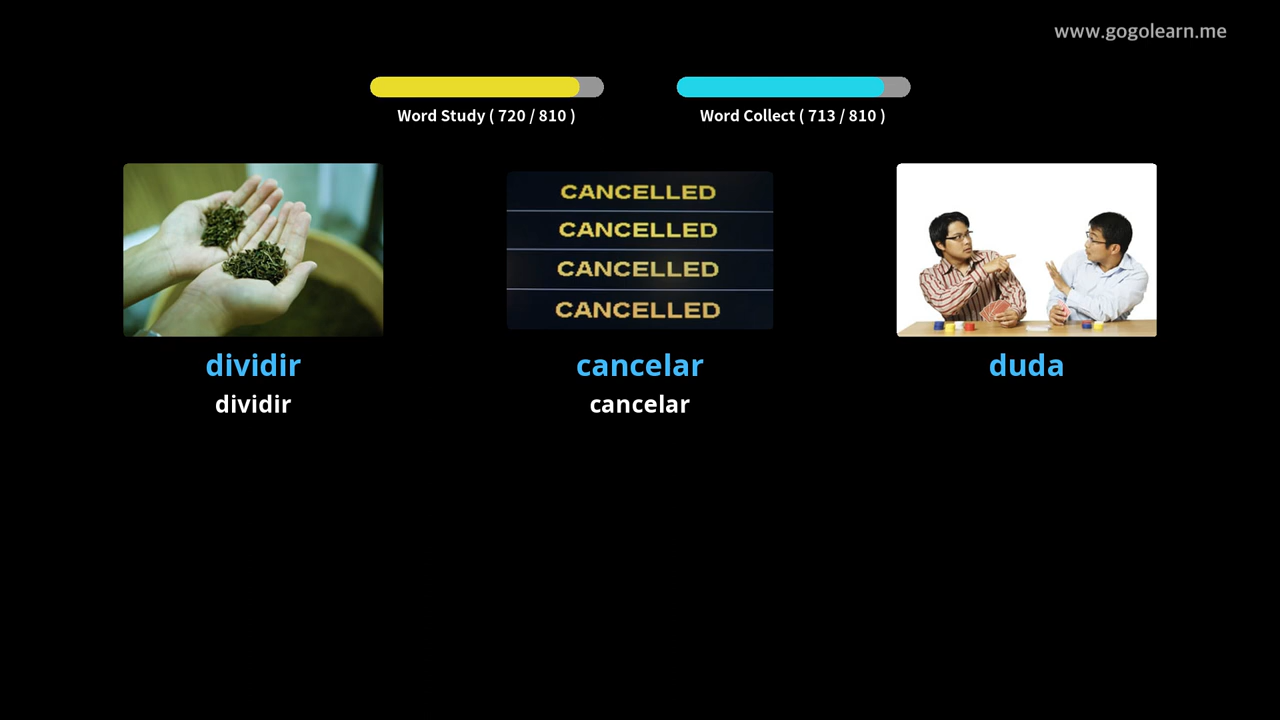 www.gogolearn.me
Word Study ( 720 / 810 )
Word Collect ( 713 / 810 )
CANCELLED
CANCELLED
CANCELLED
CANCELLED
dividir
cancelar
duda
dividir
cancelar